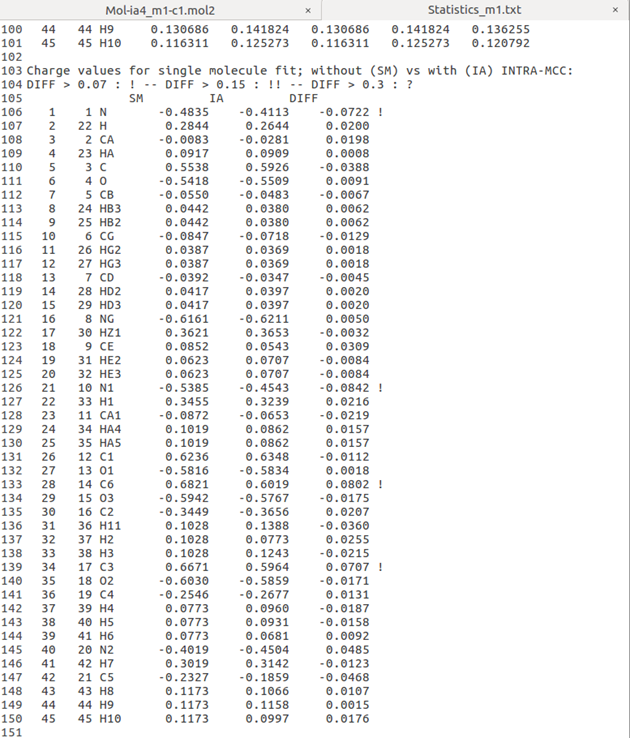 Mol-ia4_m1-c1.mol2 × Statistics_m1.txt ×
100 44 44 H9 0.130686 0.141824 0.130686 0.141824 0.136255
101 45 45 H10 0.116311 0.125273 0.116311 0.125273 0.120792
102
103 Charge values for single molecule fit; without (SM) vs with (IA) INTRA-MCC:
104 DIFF > 0.07 : ! -- DIFF > 0.15 : !! -- DIFF > 0.3 : ?
105 SM IA DIFF
106 1 1 N -0.4835 -0.4113 -0.0722 !
107 2 22 H 0.2844 0.2644 0.0200
108 3 2 CA -0.0083 -0.0281 0.0198
109 4 23 HA 0.0917 0.0909 0.0008
110 5 3 C 0.5538 0.5926 -0.0388
111 6 4 O -0.5418 -0.5509 0.0091
112 7 5 CB -0.0550 -0.0483 -0.0067
113 8 24 HB3 0.0442 0.0380 0.0062
114 9 25 HB2 0.0442 0.0380 0.0062
115 10 6 CG -0.0847 -0.0718 -0.0129
116 11 26 HG2 0.0387 0.0369 0.0018
117 12 27 HG3 0.0387 0.0369 0.0018
118 13 7 CD -0.0392 -0.0347 -0.0045
119 14 28 HD2 0.0417 0.0397 0.0020
120 15 29 HD3 0.0417 0.0397 0.0020
121 16 8 NG -0.6161 -0.6211 0.0050
122 17 30 HZ1 0.3621 0.3653 -0.0032
123 18 9 CE 0.0852 0.0543 0.0309
124 19 31 HE2 0.0623 0.0707 -0.0084
125 20 32 HE3 0.0623 0.0707 -0.0084
126 21 10 N1 -0.5385 -0.4543 -0.0842 !
127 22 33 H1 0.3455 0.3239 0.0216
128 23 11 CA1 -0.0872 -0.0653 -0.0219
129 24 34 HA4 0.1019 0.0862 0.0157
130 25 35 HA5 0.1019 0.0862 0.0157
131 26 12 C1 0.6236 0.6348 -0.0112
132 27 13 O1 -0.5816 -0.5834 0.0018
133 28 14 C6 0.6821 0.6019 0.0802 !
134 29 15 O3 -0.5942 -0.5767 -0.0175
135 30 16 C2 -0.3449 -0.3656 0.0207
136 31 36 H11 0.1028 0.1388 -0.0360
137 32 37 H2 0.1028 0.0773 0.0255
138 33 38 H3 0.1028 0.1243 -0.0215
139 34 17 C3 0.6671 0.5964 0.0707 !
140 35 18 O2 -0.6030 -0.5859 -0.0171
141 36 19 C4 -0.2546 -0.2677 0.0131
142 37 39 H4 0.0773 0.0960 -0.0187
143 38 40 H5 0.0773 0.0931 -0.0158
144 39 41 H6 0.0773 0.0681 0.0092
145 40 20 N2 -0.4019 -0.4504 0.0485
146 41 42 H7 0.3019 0.3142 -0.0123
147 42 21 C5 -0.2327 -0.1859 -0.0468
148 43 43 H8 0.1173 0.1066 0.0107
149 44 44 H9 0.1173 0.1158 0.0015
150 45 45 H10 0.1173 0.0997 0.0176
151